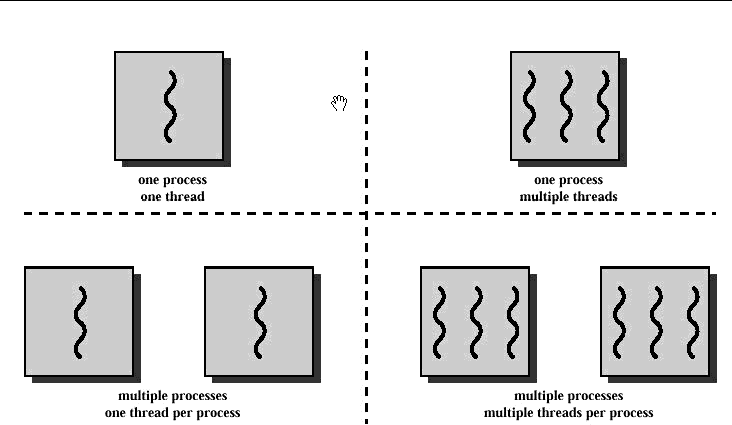 one process
one thread
one process
multiple threads
multiple processes
one thread per process
multiple processes
multiple threads per process